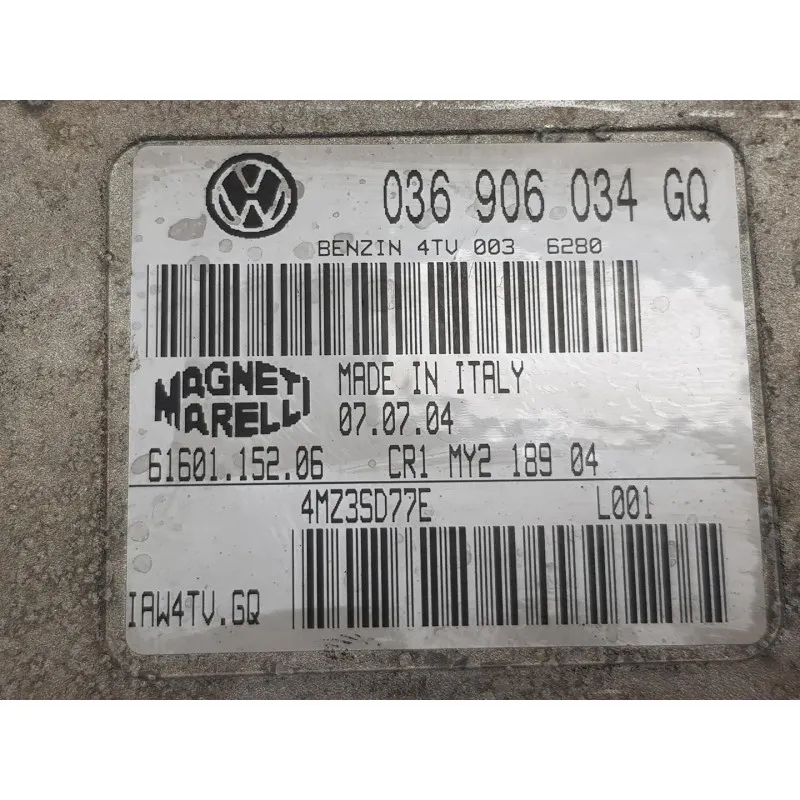 VW 036 906 034 GQ
BENZIN 4TV 003 6280
MAGNETI MARELLI
MADE IN ITALY
07.07.04
61601.152.06 CR1 MY2 189 04
4MZ3SD77E L001
IAW4TV.GQ